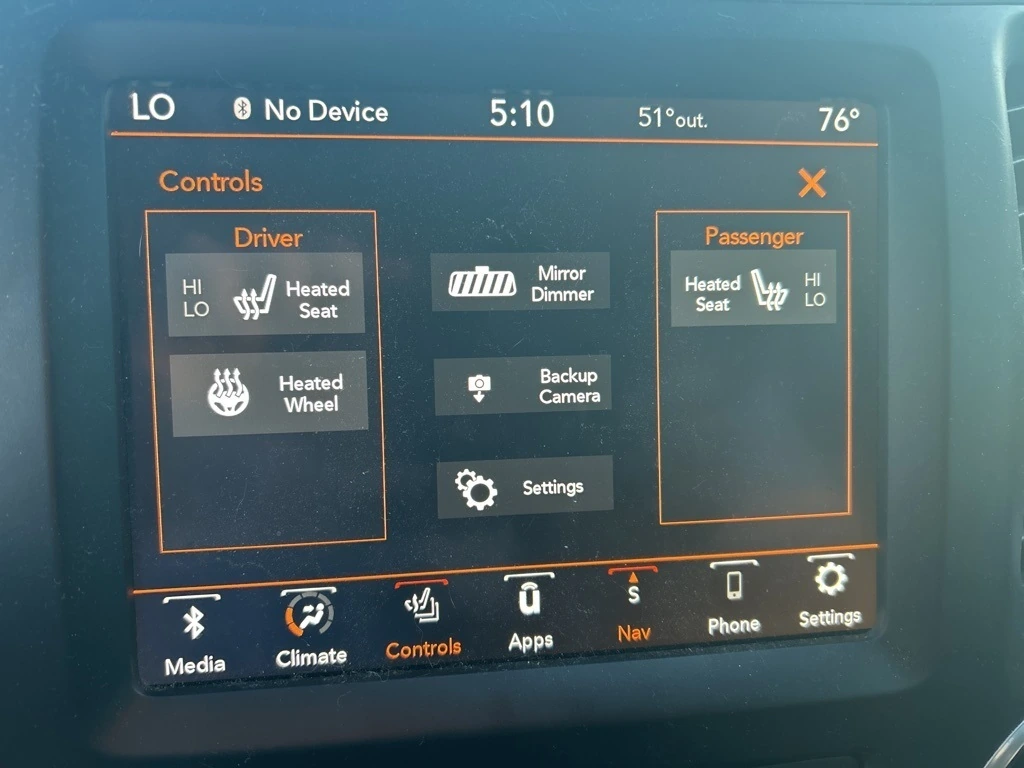 LO No Device 5:10 51°out. 76°
Controls
Driver
HI
LO
Heated
Seat
Heated
Wheel
Mirror
Dimmer
Backup
Camera
Settings
Passenger
Heated
Seat
HI
LO
Media
Climate
Controls
û
Apps
S
Nav
Phone
Settings